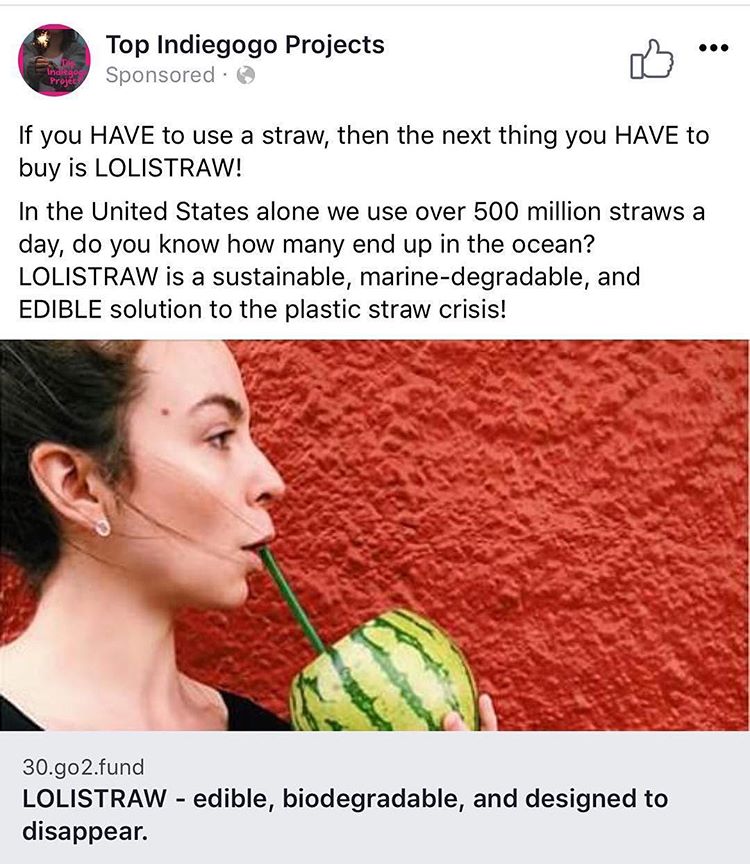 Top Indiegogo Projects
Top
Indiegogo
Project
Sponsored ·
If you HAVE to use a straw, then the next thing you HAVE to
buy is LOLISTRAW!
In the United States alone we use over 500 million straws a
day, do you know how many end up in the ocean?
LOLISTRAW is a sustainable, marine-degradable, and
EDIBLE solution to the plastic straw crisis!
30.go2.fund
LOLISTRAW - edible, biodegradable, and designed to
disappear.